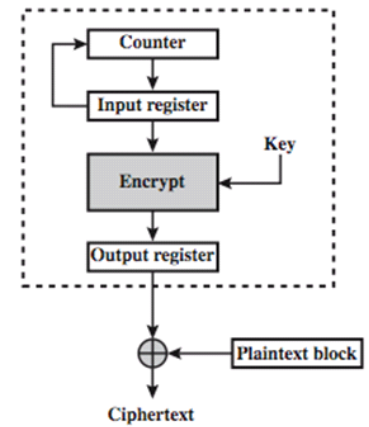 Counter
Input register
Key
Encrypt
Output register
Plaintext block
Ciphertext